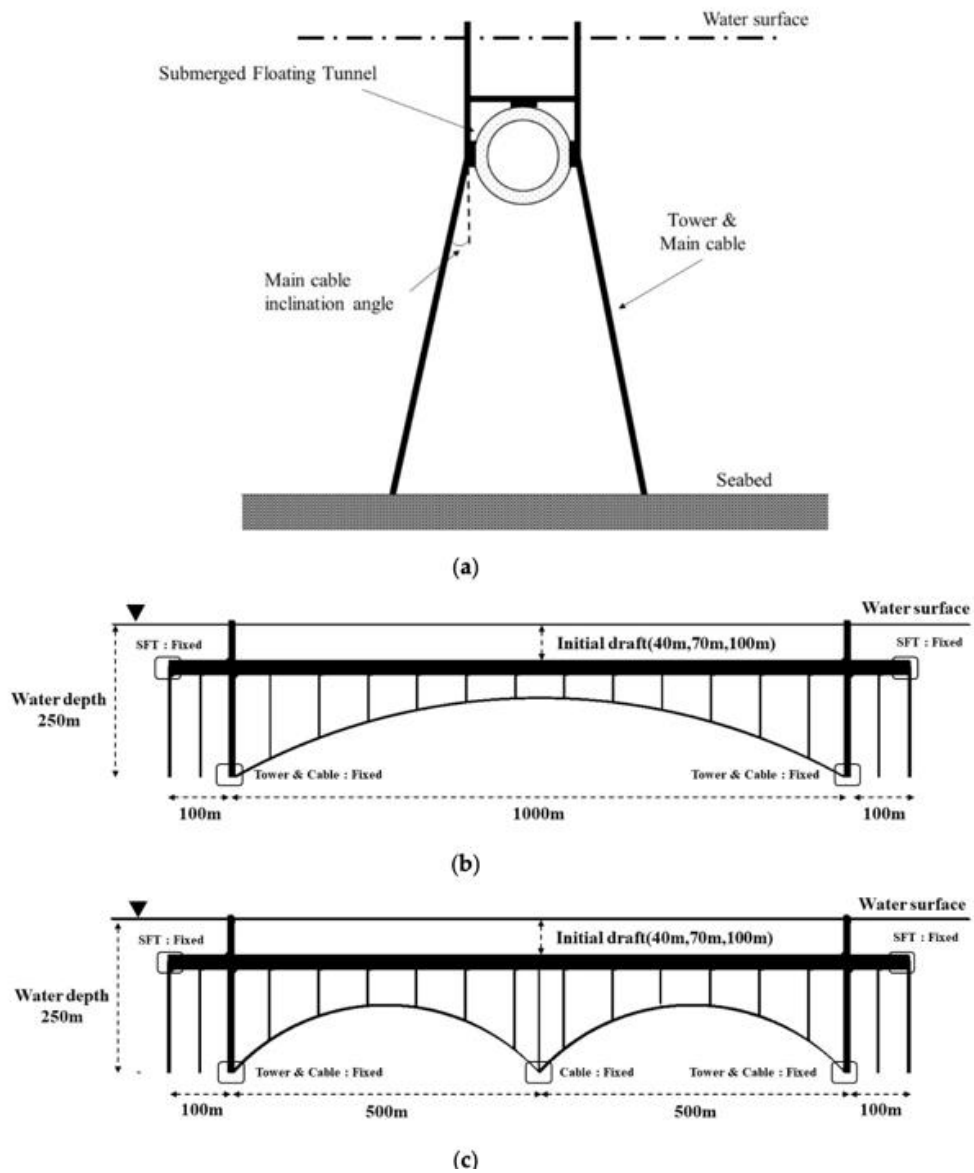 Water surface
Submerged Floating Tunnel
Tower &
Main cable
Main cable
inclination angle
Seabed
(a)
Water surface
SFT : Fixed
Initial draft(40m,70m,100m)
SFT : Fixed
Water depth
250m
Tower & Cable : Fixed
Tower & Cable : Fixed
100m
1000m
100m
(b)
Water surface
SFT : Fixed
Initial draft(40m,70m,100m)
SFT : Fixed
Water depth
250m
Tower & Cable : Fixed
Cable : Fixed
Tower & Cable : Fixed
100m
500m
500m
100m
(c)